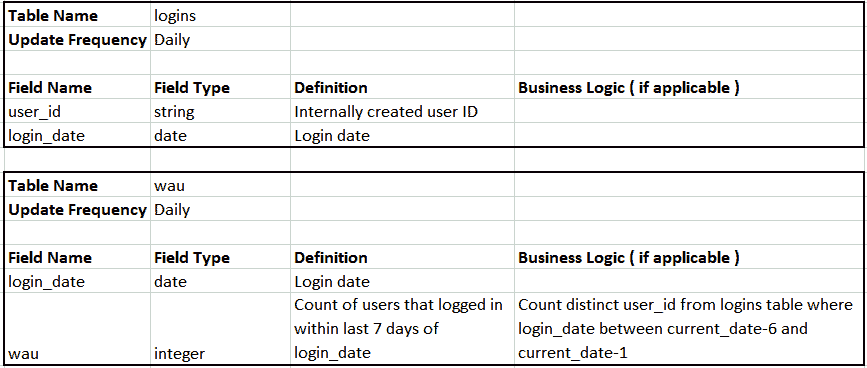 Table Name logins
Update Frequency Daily
Field Name Field Type Definition Business Logic ( if applicable )
user_id string Internally created user ID
login_date date Login date
Table Name wau
Update Frequency Daily
Field Name Field Type Definition Business Logic ( if applicable )
login_date date Login date
Count of users that logged in Count distinct user_id from logins table where
within last 7 days of login_date between current_date-6 and
wau integer login_date current_date-1